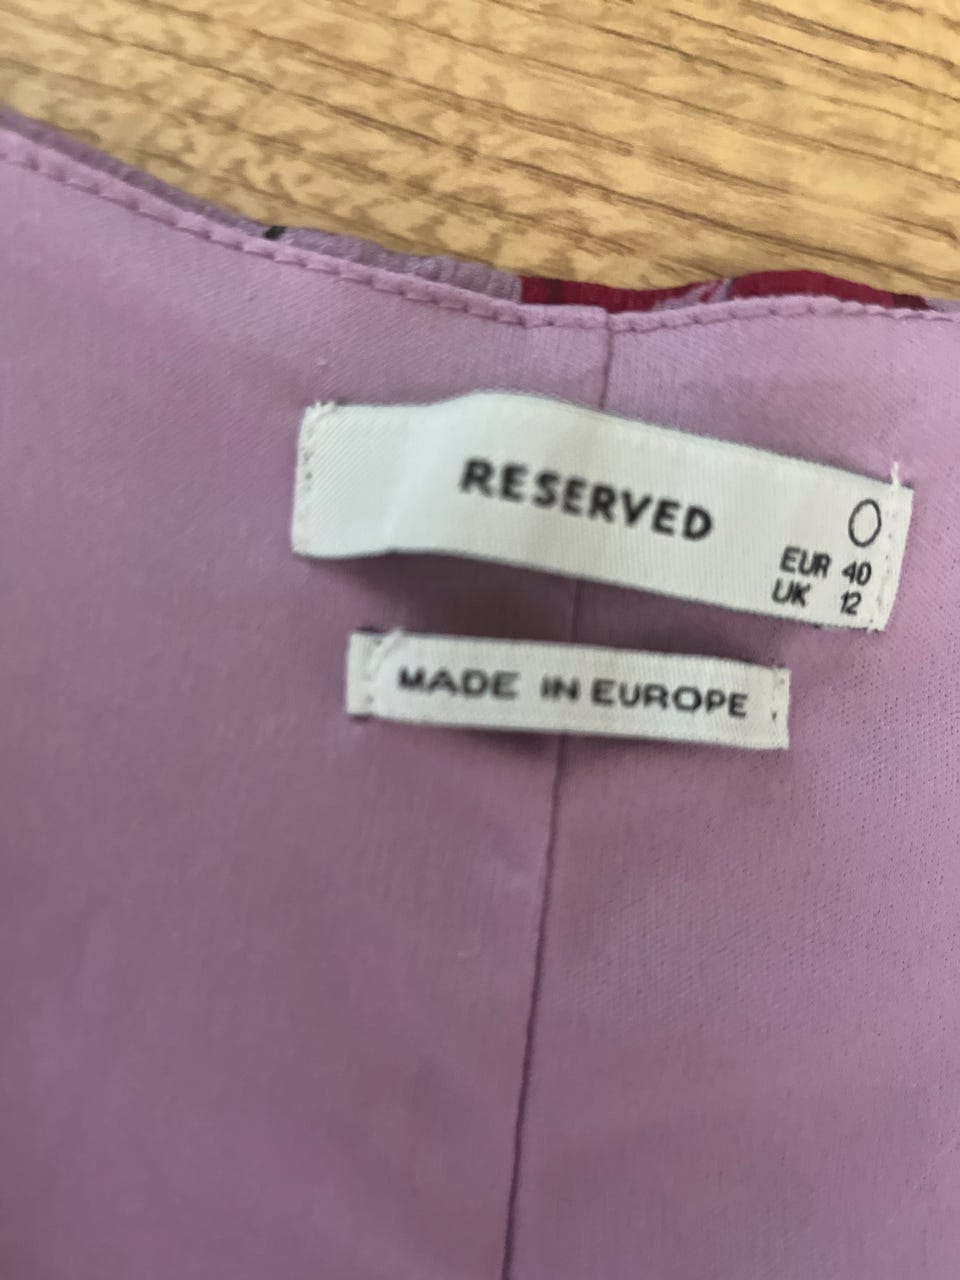 RESERVED
O
EUR 40
UK 12
MADE IN EUROPE